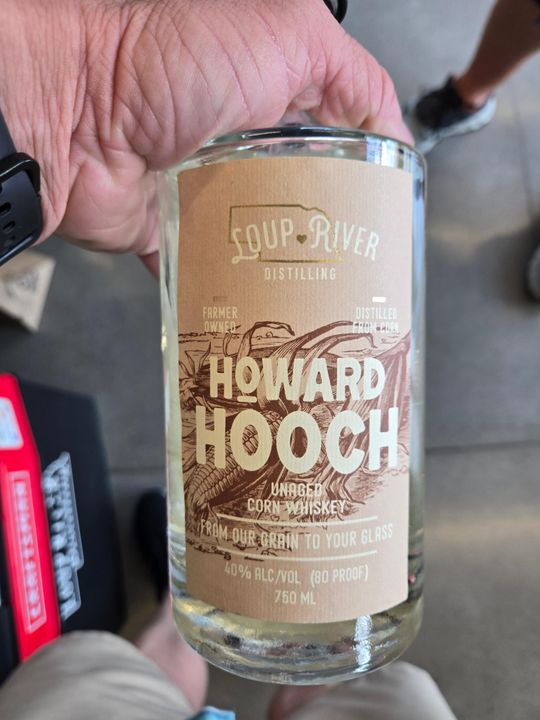 LOUP RIVER
DISTILLING
FARMER
OWNED
DISTILLED
FROM CORN
HOWARD
HOOCH
UNAGED
CORN WHISKEY
FROM OUR GRAIN TO YOUR GLASS
40% ALC/VOL (80 PROOF)
750 ML
CRAFTSMAN